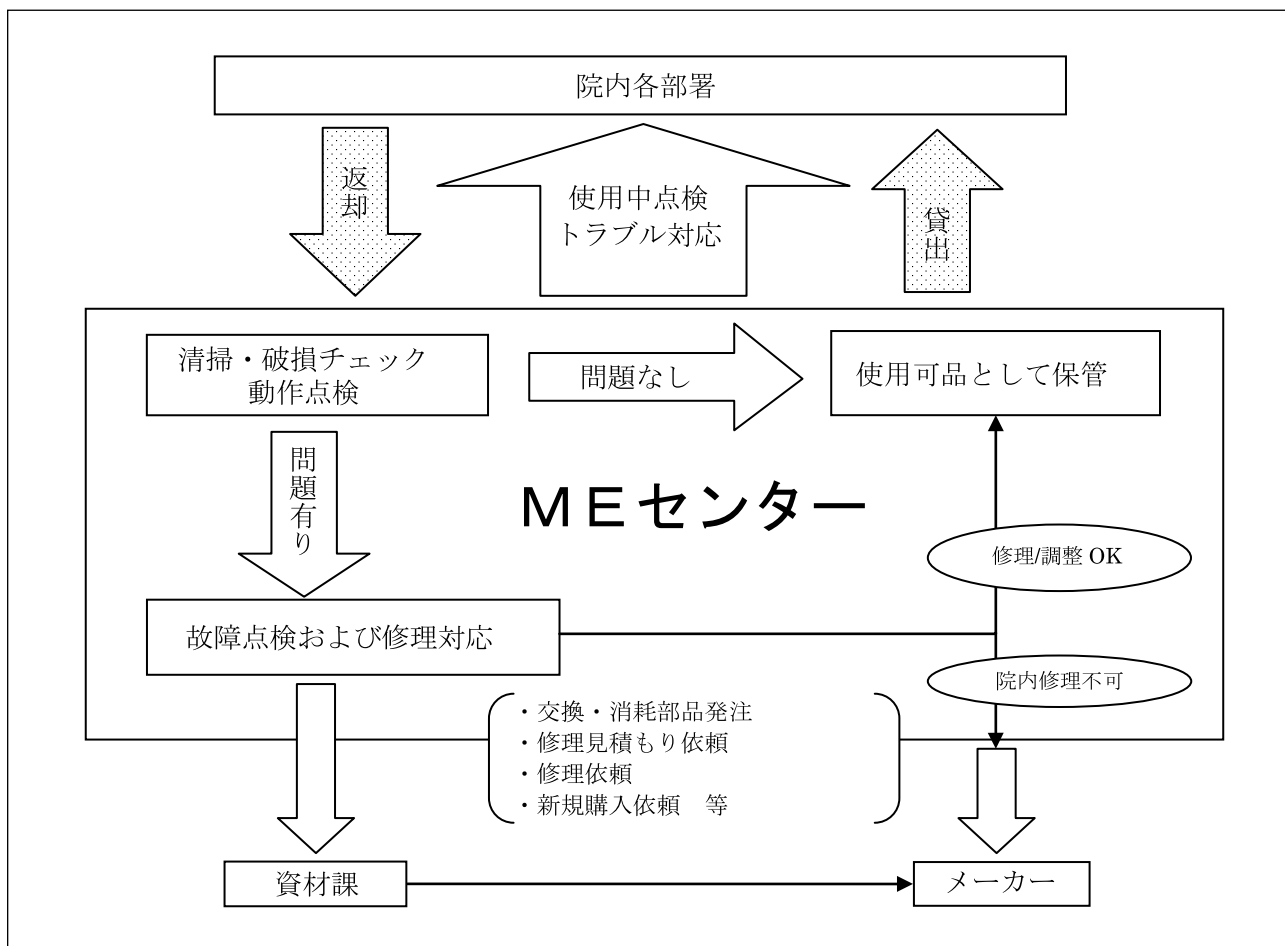 院内各部署
返却
使用中点検
トラブル対応
貸出
清掃・破損チェック
動作点検
問題なし
使用可品として保管
問題有り
ＭＥセンター
修理/調整 OK
故障点検および修理対応
院内修理不可
・交換・消耗部品発注
・修理見積もり依頼
・修理依頼
・新規購入依頼　等
資材課
メーカー